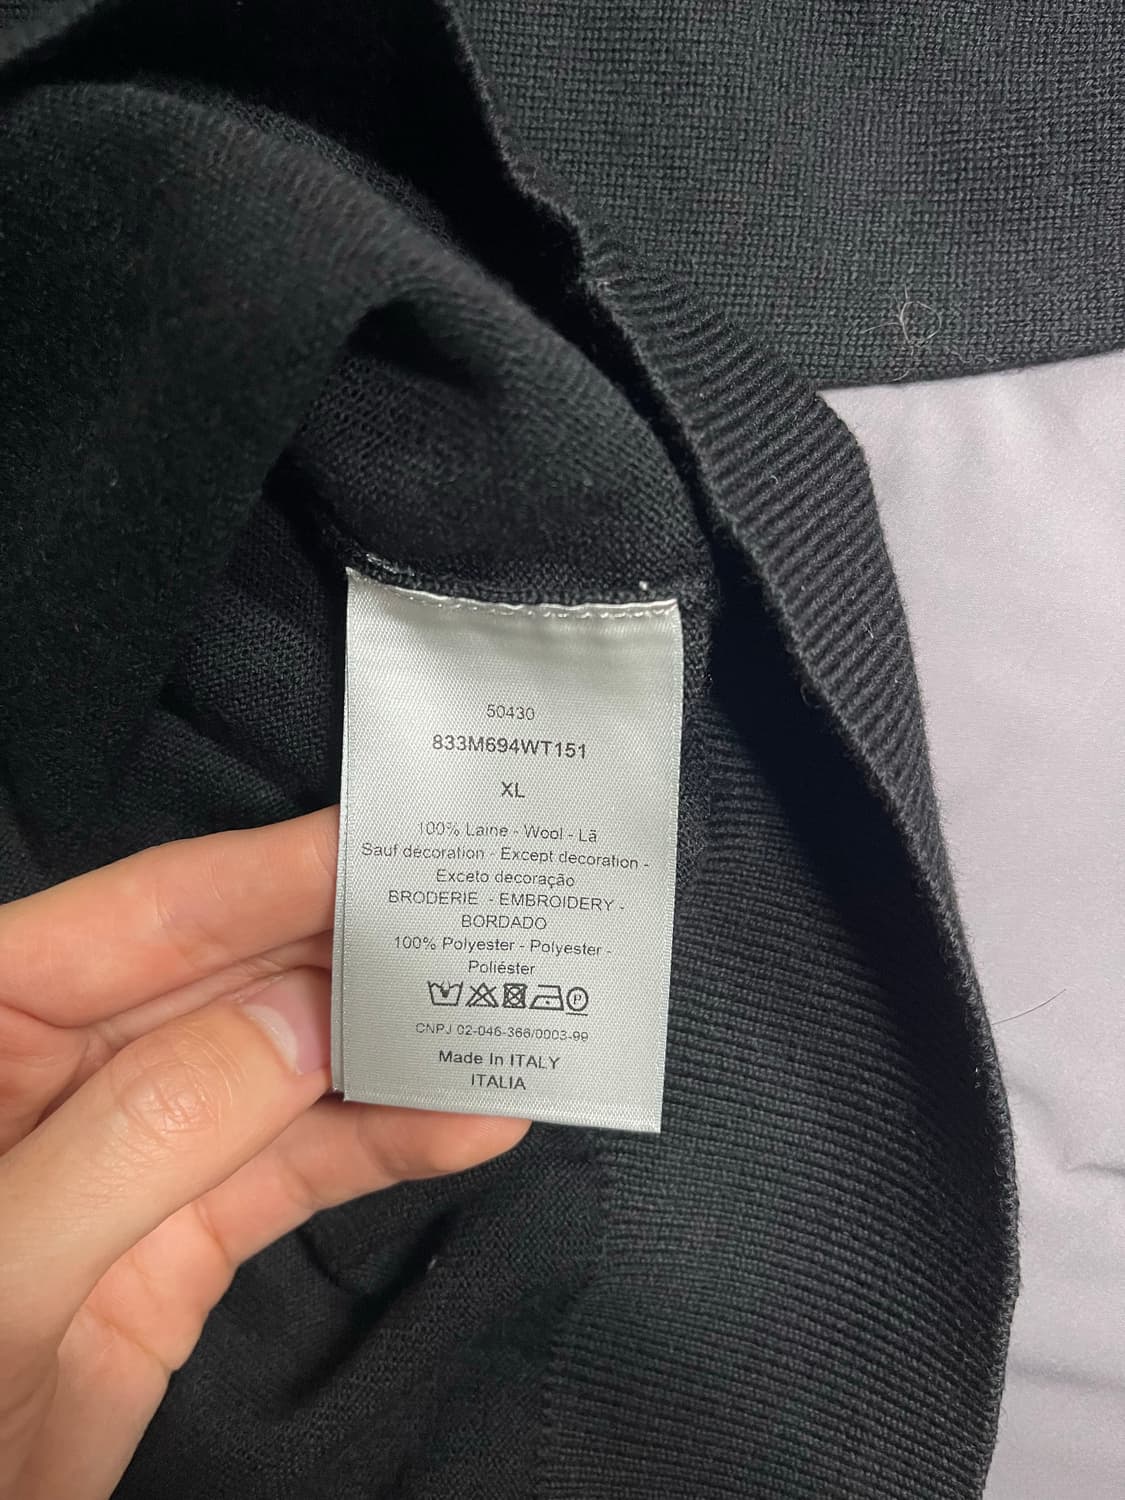 50430
833M694WT151
XL
100% Laine - Wool - Lã
Sauf décoration - Except decoration -
Exceto decoração
BRODERIE - EMBROIDERY -
BORDADO
100% Polyester - Polyester -
Poliéster
P
CNPJ 02-046-366/0003-99
Made In ITALY
ITALIA